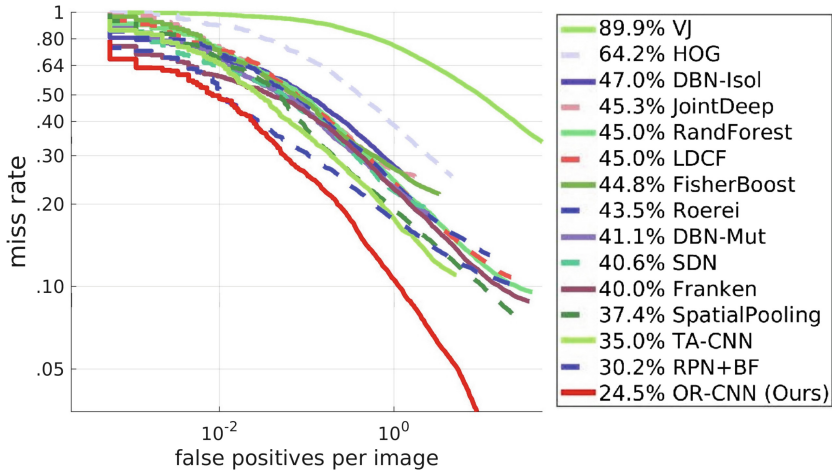 1
.80
.64
.50
.40
.30
.20
.10
.05
miss rate
10^-2
10^0
false positives per image
89.9% VJ
64.2% HOG
47.0% DBN-Isol
45.3% JointDeep
45.0% RandForest
45.0% LDCF
44.8% FisherBoost
43.5% Roerei
41.1% DBN-Mut
40.6% SDN
40.0% Franken
37.4% SpatialPooling
35.0% TA-CNN
30.2% RPN+BF
24.5% OR-CNN (Ours)